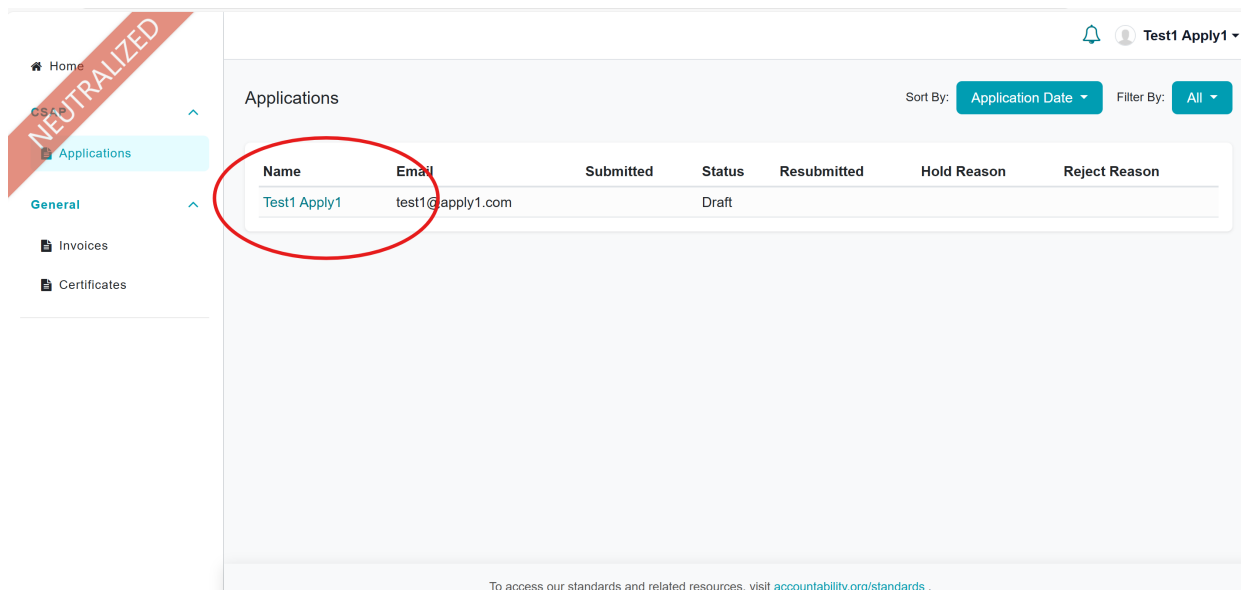 NEUTRALIZED
Test1 Apply1
Home
CS&P
Applications
General
Invoices
Certificates
Applications
Sort By: Application Date Filter By: All
Name Email Submitted Status Resubmitted Hold Reason Reject Reason
Test1 Apply1 test1@apply1.com Draft
To access our standards and related resources, visit accountability.org/standards .